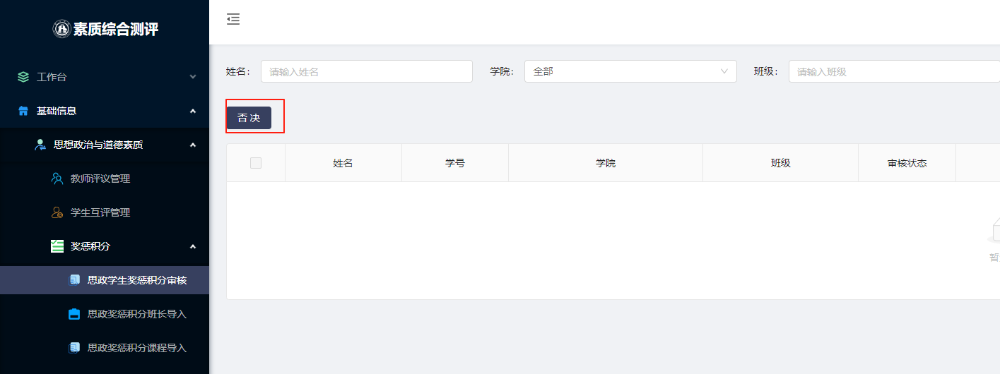 素质综合测评
工作台
基础信息
思想政治与道德素质
教师评议管理
学生互评管理
奖惩积分
思政学生奖惩积分审核
思政奖惩积分班长导入
思政奖惩积分课程导入
姓名： 请输入姓名 学院： 全部 班级： 请输入班级
否 决
姓名 学号 学院 班级 审核状态
暂